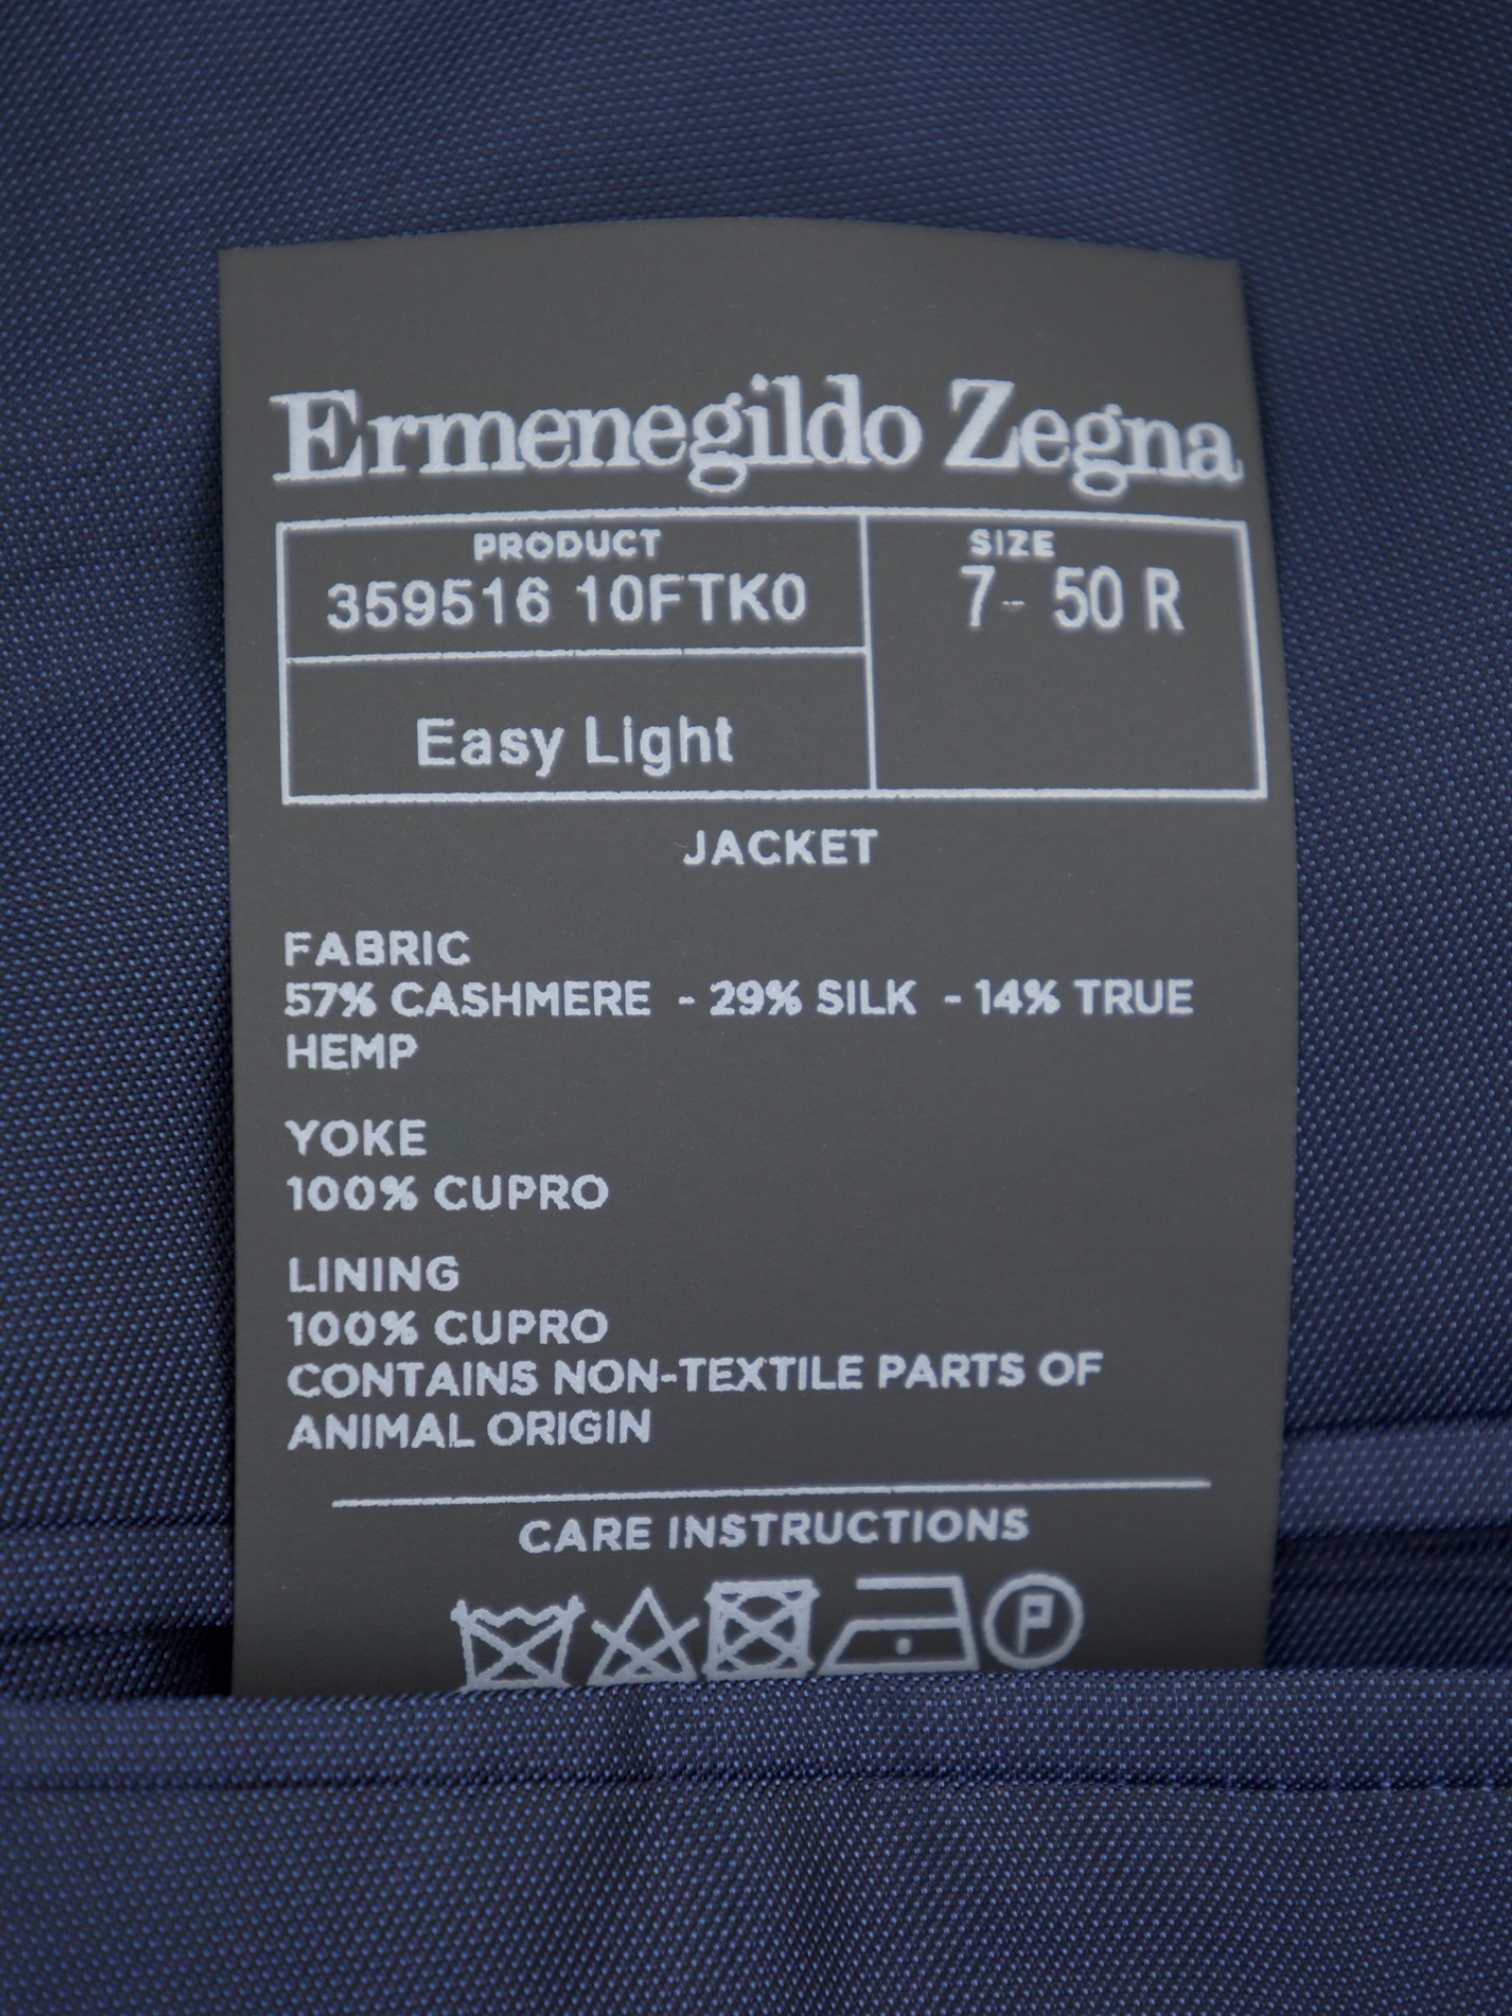 Ermenegildo Zegna
PRODUCT
359516 10FTK0
SIZE
7- 50 R
Easy Light
JACKET
FABRIC
57% CASHMERE - 29% SILK - 14% TRUE
HEMP
YOKE
100% CUPRO
LINING
100% CUPRO
CONTAINS NON-TEXTILE PARTS OF
ANIMAL ORIGIN
CARE INSTRUCTIONS
P